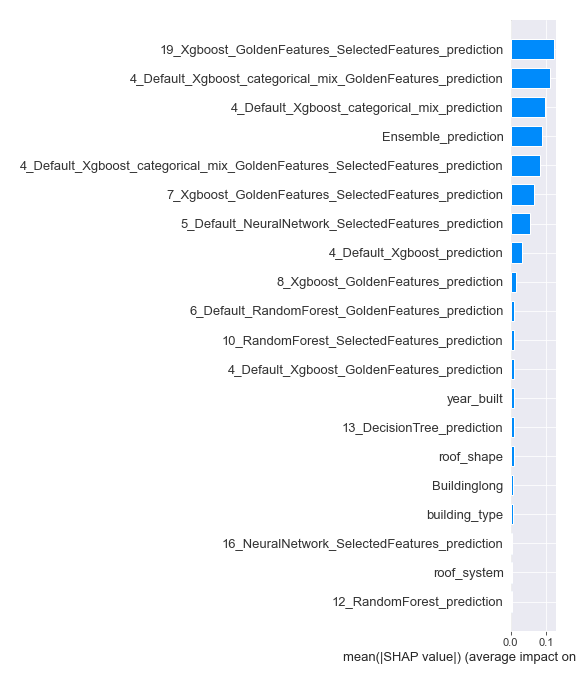 19_Xgboost_GoldenFeatures_SelectedFeatures_prediction
4_Default_Xgboost_categorical_mix_GoldenFeatures_prediction
4_Default_Xgboost_categorical_mix_prediction
Ensemble_prediction
4_Default_Xgboost_categorical_mix_GoldenFeatures_SelectedFeatures_prediction
7_Xgboost_GoldenFeatures_SelectedFeatures_prediction
5_Default_NeuralNetwork_SelectedFeatures_prediction
4_Default_Xgboost_prediction
8_Xgboost_GoldenFeatures_prediction
6_Default_RandomForest_GoldenFeatures_prediction
10_RandomForest_SelectedFeatures_prediction
4_Default_Xgboost_GoldenFeatures_prediction
year_built
13_DecisionTree_prediction
roof_shape
Buildinglong
building_type
16_NeuralNetwork_SelectedFeatures_prediction
roof_system
12_RandomForest_prediction
0.0 0.1
mean(|SHAP value|) (average impact on